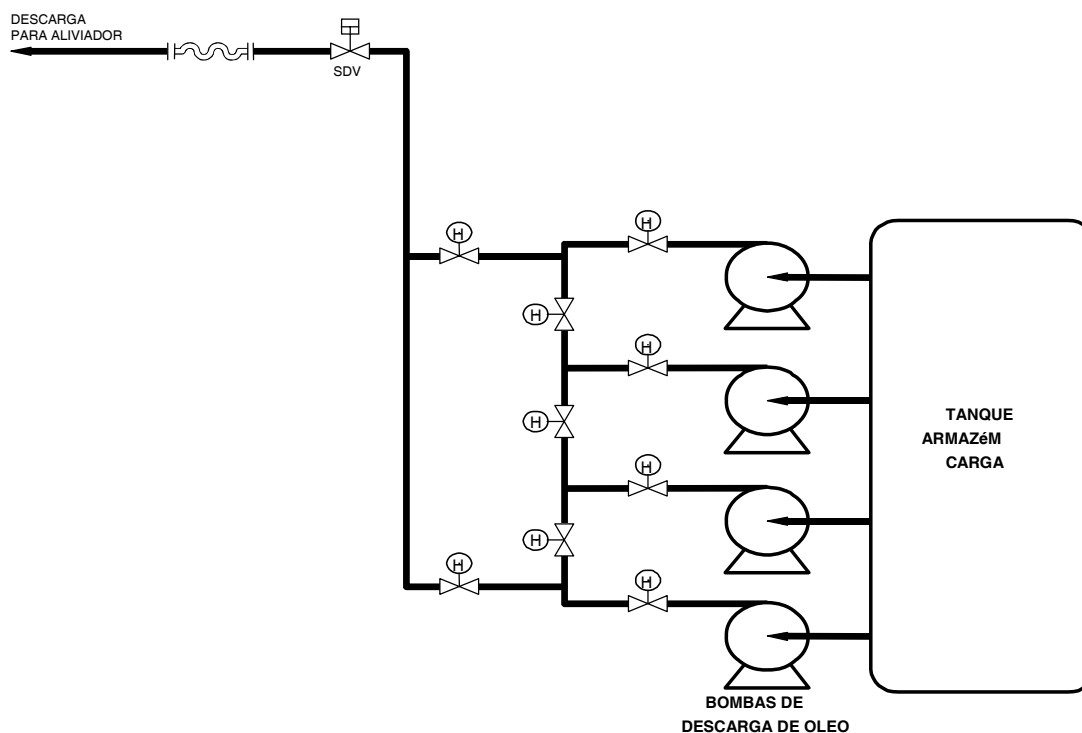 DESCARGA
PARA ALIVIADOR
SDV
H
H
H
H
H
H
H
H
H
TANQUE
ARMAZéM
CARGA
BOMBAS DE
DESCARGA DE OLEO